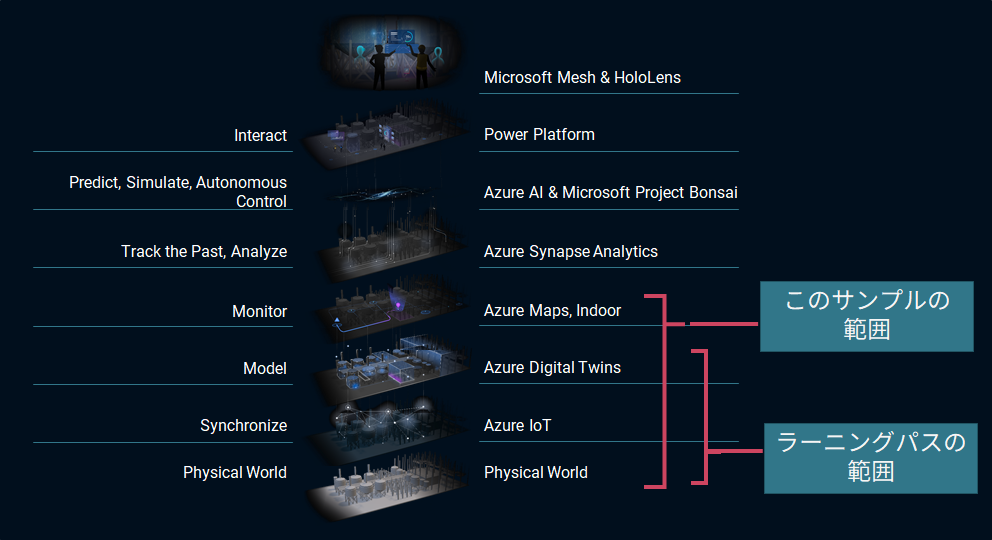 Microsoft Mesh & HoloLens
Interact
Power Platform
Predict, Simulate, Autonomous
Control
Azure AI & Microsoft Project Bonsai
Track the Past, Analyze
Azure Synapse Analytics
Monitor
Azure Maps, Indoor
このサンプルの
範囲
Model
Azure Digital Twins
Synchronize
Azure IoT
ラーニングパスの
範囲
Physical World
Physical World